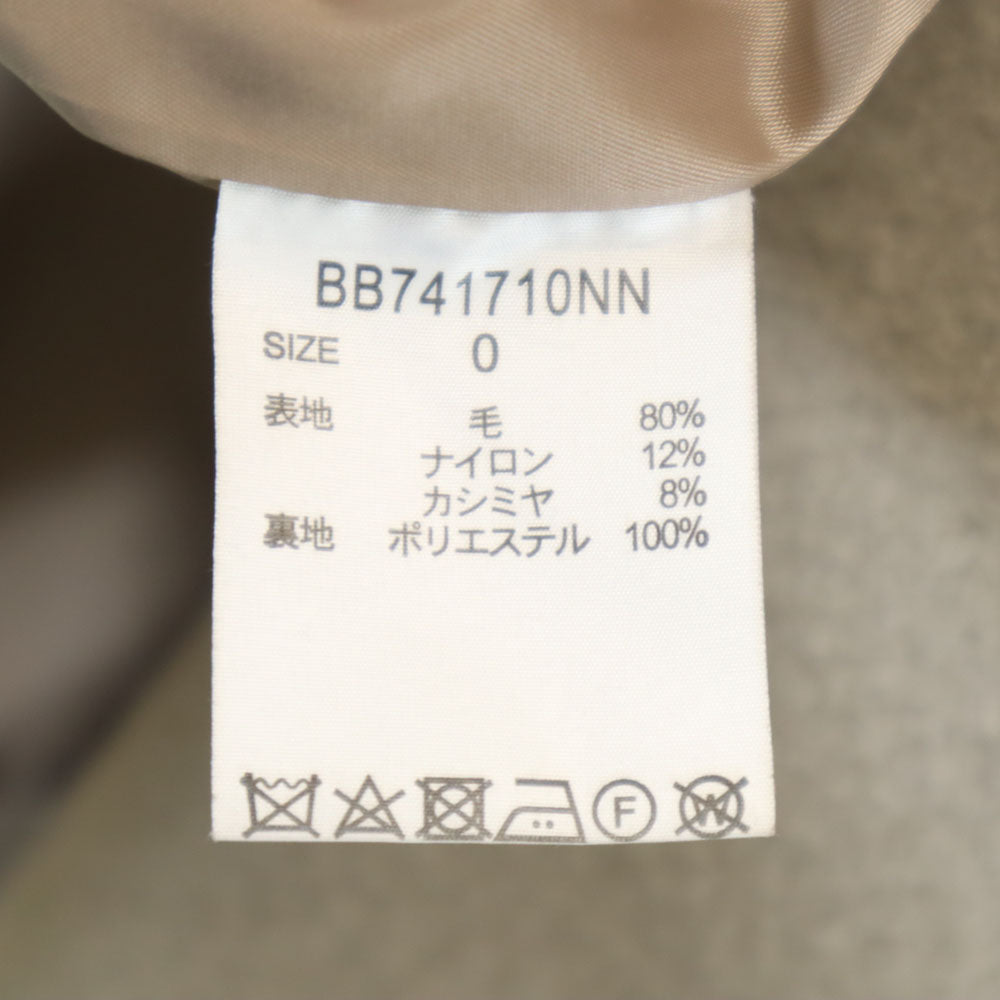 BB741710NN
SIZE 0
表地 毛 80%
ナイロン 12%
カシミヤ 8%
裏地 ポリエステル 100%
F W